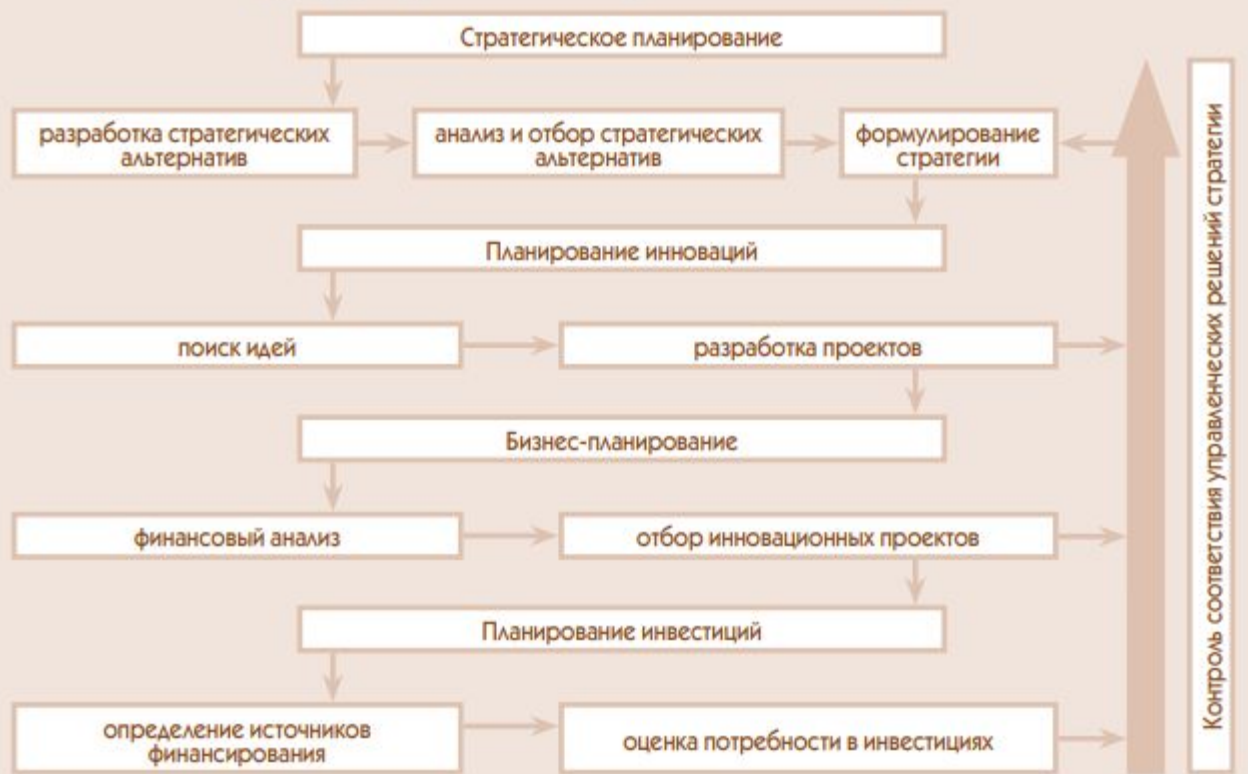 Стратегическое планирование
разработка стратегических
альтернатив
анализ и отбор стратегических
альтернатив
формулирование
стратегии
Планирование инноваций
поиск идей
разработка проектов
Бизнес-планирование
финансовый анализ
отбор инновационных проектов
Планирование инвестиций
определение источников
финансирования
оценка потребности в инвестициях
Контроль соответствия управленческих решений стратегии